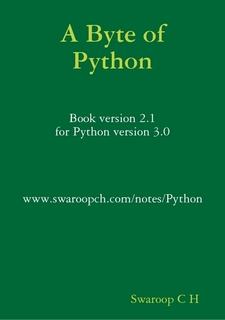 A Byte of
Python
Book version 2.1
for Python version 3.0
www.swaroopch.com/notes/Python
Swaroop C H